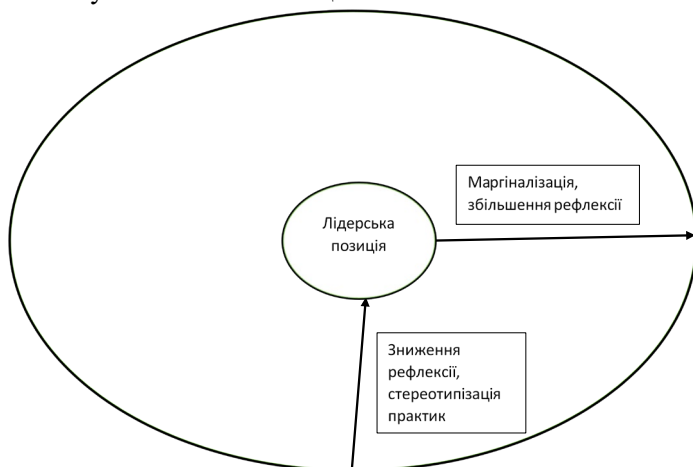 Лідерська
позиція
Маргіналізація,
збільшення рефлексії
Зниження
рефлексії,
стереотипізація
практик